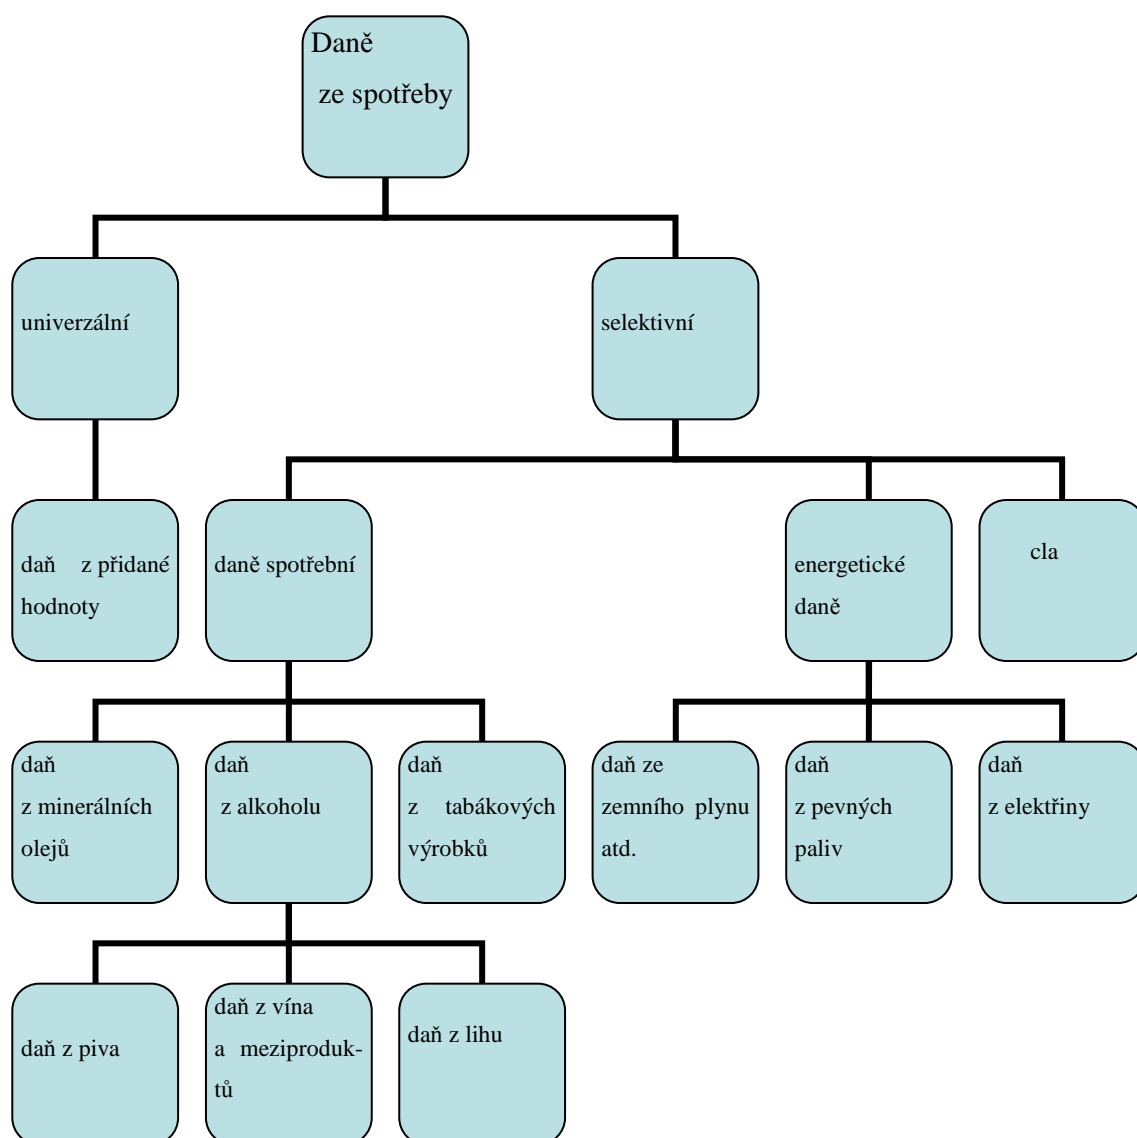 Daně
ze spotřeby
univerzální
selektivní
daň z přidané
hodnoty
daně spotřební
energetické
daně
cla
daň
z minerálních
olejů
daň
z alkoholu
daň
z tabákových
výrobků
daň ze
zemního plynu
atd.
daň
z pevných
paliv
daň
z elektřiny
daň z piva
daň z vína
a meziproduk-
tů
daň z lihu